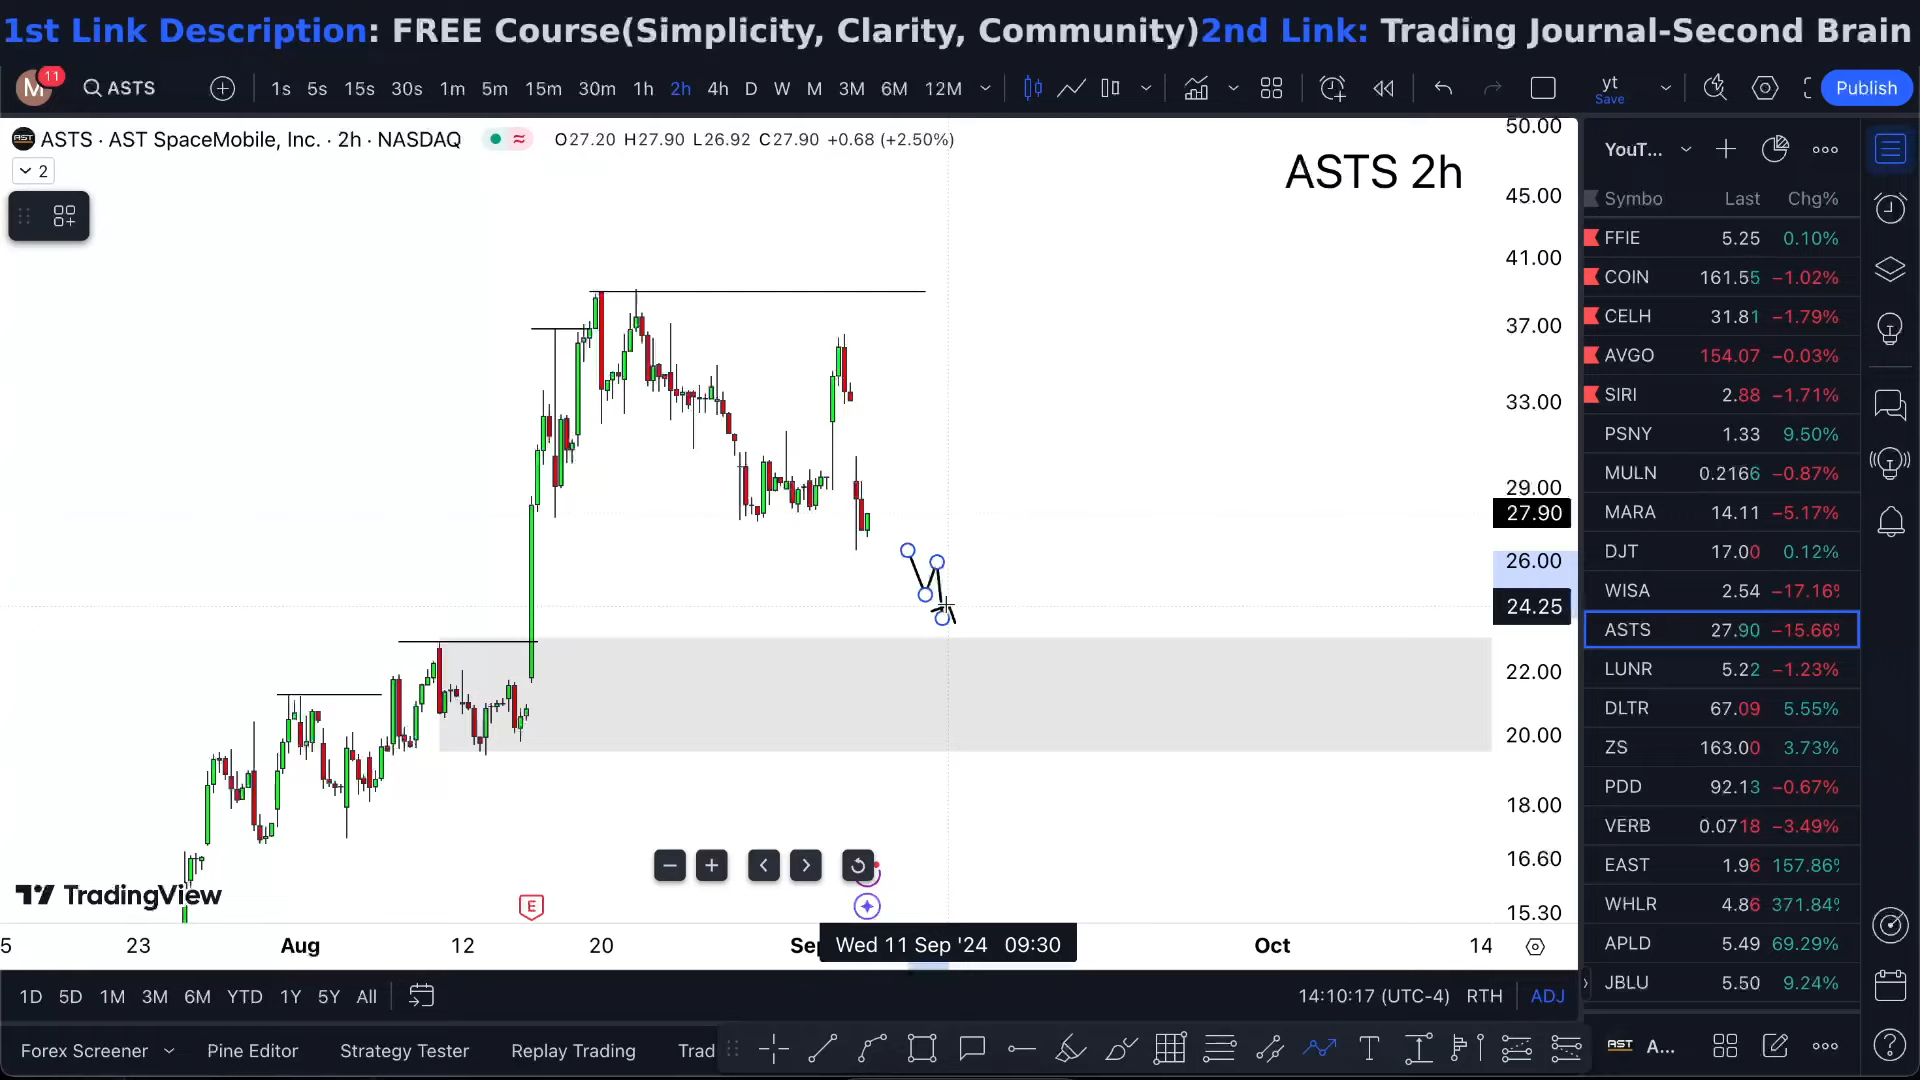 1st Link Description: FREE Course(Simplicity, Clarity, Community)2nd Link: Trading Journal-Second Brain
M 11 ASTS 1s 5s 15s 30s 1m 5m 15m 30m 1h 2h 4h D W M 3M 6M 12M yt Save Publish
ASTS · AST SpaceMobile, Inc. · 2h · NASDAQ O27.20 H27.90 L26.92 C27.90 +0.68 (+2.50%)
2
ASTS 2h
50.00
45.00
41.00
37.00
33.00
29.00
27.90
26.00
24.25
22.00
20.00
18.00
16.60
15.30
YouT...
Symbo Last Chg%
FFIE 5.25 0.10%
COIN 161.55 −1.02%
CELH 31.81 −1.79%
AVGO 154.07 −0.03%
SIRI 2.88 −1.71%
PSNY 1.33 9.50%
MULN 0.2166 −0.87%
MARA 14.11 −5.17%
DJT 17.00 0.12%
WISA 2.54 −17.16%
ASTS 27.90 −15.66%
LUNR 5.22 −1.23%
DLTR 67.09 5.55%
ZS 163.00 3.73%
PDD 92.13 −0.67%
VERB 0.0718 −3.49%
EAST 1.96 157.86%
WHLR 4.86 371.84%
APLD 5.49 69.29%
JBLU 5.50 9.24%
TradingView
E
5 23 Aug 12 20 Sep Wed 11 Sep '24 09:30 Oct 14
1D 5D 1M 3M 6M YTD 1Y 5Y All 14:10:17 (UTC-4) RTH ADJ
Forex Screener Pine Editor Strategy Tester Replay Trading Trad T AST A...